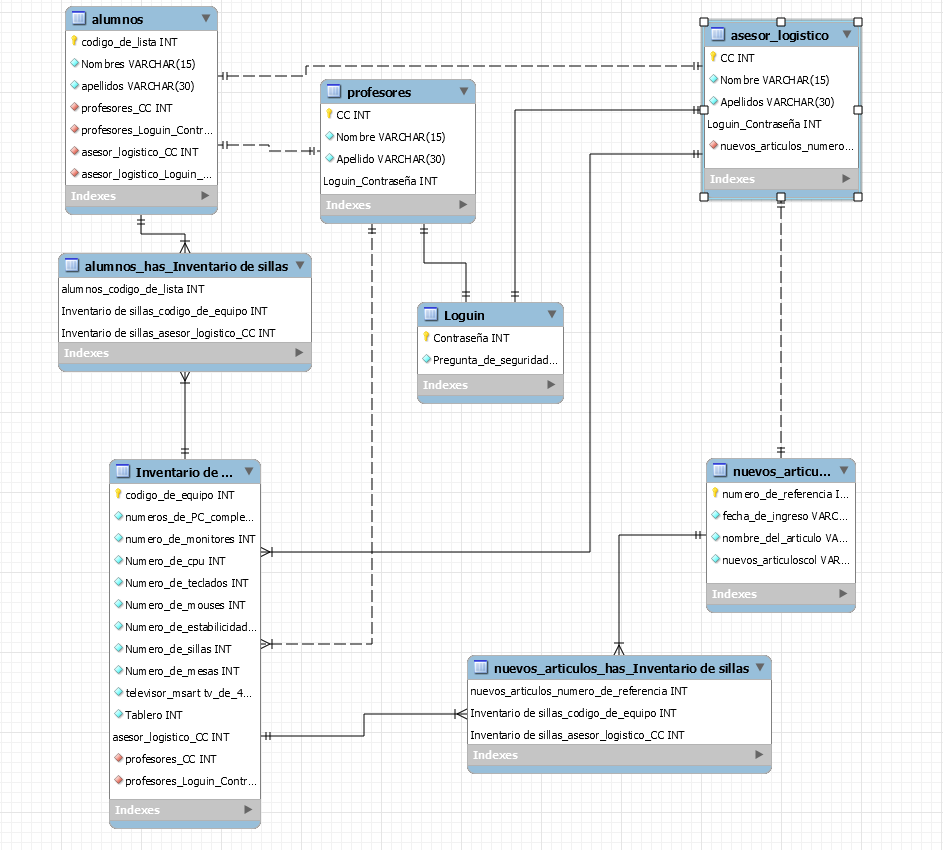 alumnos
codigo_de_lista INT
Nombres VARCHAR(15)
apellidos VARCHAR(30)
profesores_CC INT
profesores_Loguin_Contr...
asesor_logistico_CC INT
asesor_logistico_Loguin_...
Indexes
profesores
CC INT
Nombre VARCHAR(15)
Apellido VARCHAR(30)
Loguin_Contraseña INT
Indexes
asesor_logistico
CC INT
Nombre VARCHAR(15)
Apellidos VARCHAR(30)
Loguin_Contraseña INT
nuevos_articulos_numero...
Indexes
alumnos_has_Inventario de sillas
alumnos_codigo_de_lista INT
Inventario de sillas_codigo_de_equipo INT
Inventario de sillas_asesor_logistico_CC INT
Indexes
Loguin
Contraseña INT
Pregunta_de_seguridad...
Indexes
Inventario de ...
codigo_de_equipo INT
numeros_de_PC_comple...
numero_de_monitores INT
Numero_de_cpu INT
Numero_de_teclados INT
Numero_de_mouses INT
Numero_de_estabilicidad...
Numero_de_sillas INT
Numero_de_mesas INT
televisor_msart tv_de_4...
Tablero INT
asesor_logistico_CC INT
profesores_CC INT
profesores_Loguin_Contr...
Indexes
nuevos_articu...
numero_de_referencia I...
fecha_de_ingreso VARC...
nombre_del_articulo VA...
nuevos_articuloscol VAR...
Indexes
nuevos_articulos_has_Inventario de sillas
nuevos_articulos_numero_de_referencia INT
Inventario de sillas_codigo_de_equipo INT
Inventario de sillas_asesor_logistico_CC INT
Indexes